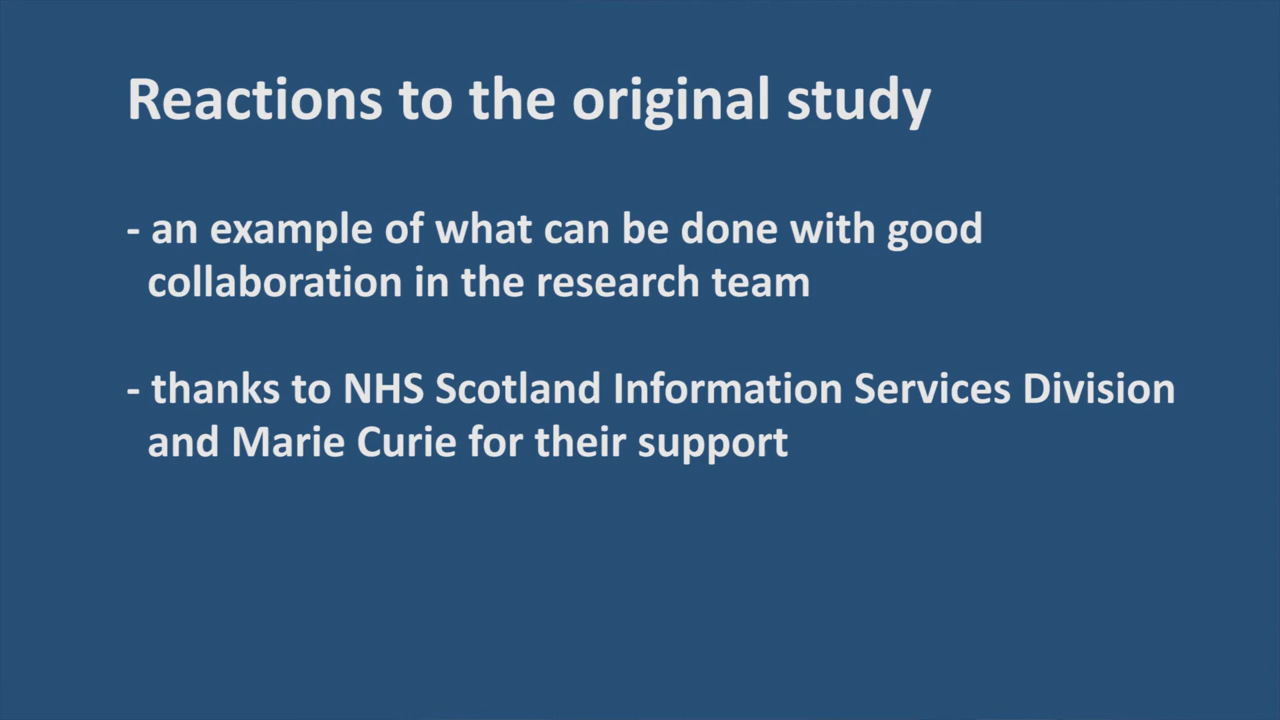 Reactions to the original study
- an example of what can be done with good
collaboration in the research team
- thanks to NHS Scotland Information Services Division
and Marie Curie for their support